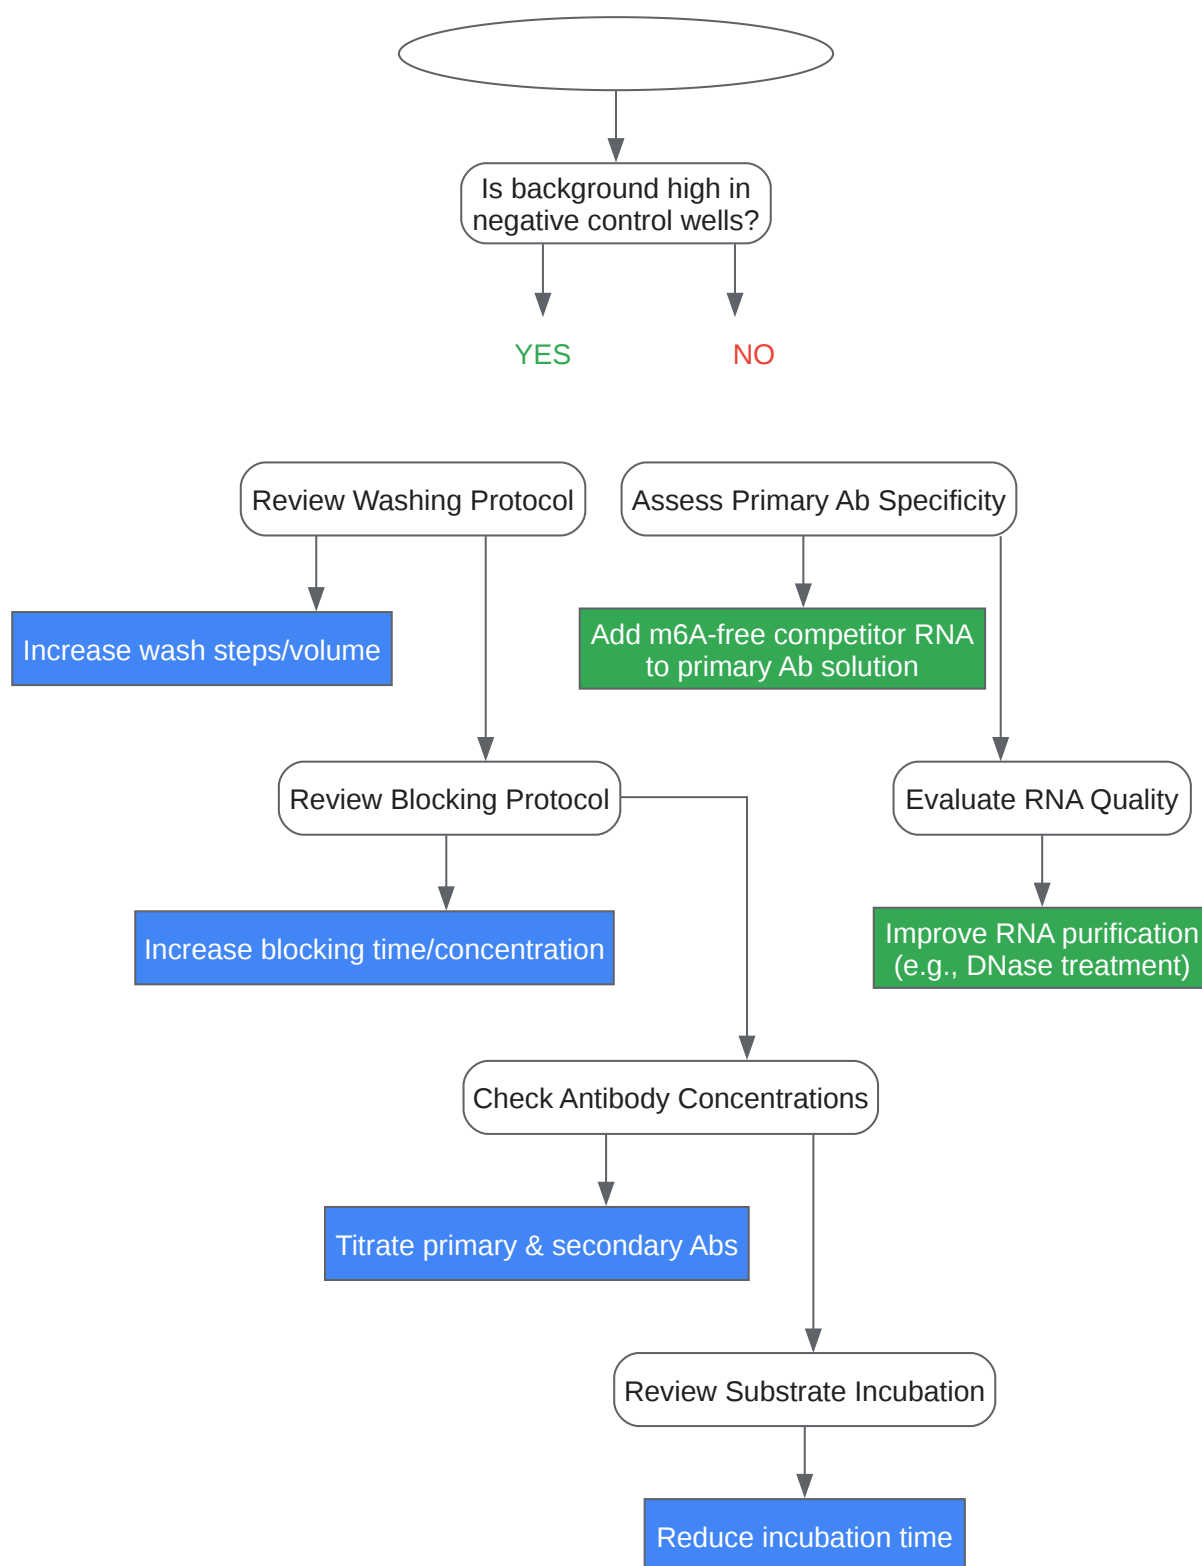 Is background high in
negative control wells?
YES
NO
Review Washing Protocol
Assess Primary Ab Specificity
Increase wash steps/volume
Add m6A-free competitor RNA
to primary Ab solution
Review Blocking Protocol
Evaluate RNA Quality
Increase blocking time/concentration
Improve RNA purification
(e.g., DNase treatment)
Check Antibody Concentrations
Titrate primary & secondary Abs
Review Substrate Incubation
Reduce incubation time